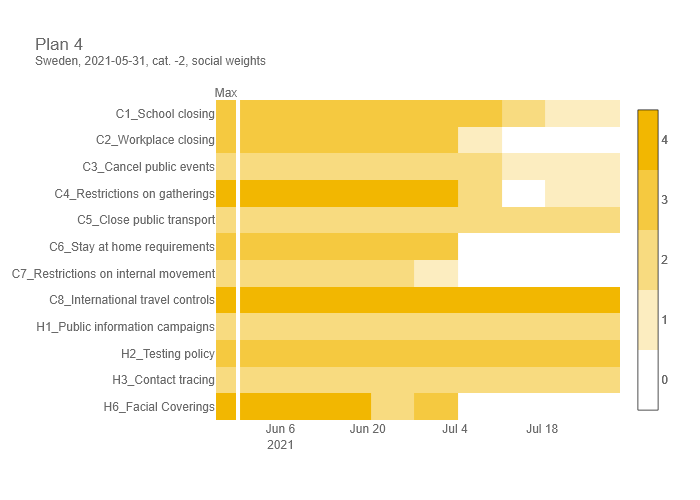 Plan 4
Sweden, 2021-05-31, cat. -2, social weights
Max
C1_School closing
C2_Workplace closing
C3_Cancel public events
C4_Restrictions on gatherings
C5_Close public transport
C6_Stay at home requirements
C7_Restrictions on internal movement
C8_International travel controls
H1_Public information campaigns
H2_Testing policy
H3_Contact tracing
H6_Facial Coverings
Jun 6 Jun 20 Jul 4 Jul 18
2021
4
3
2
1
0